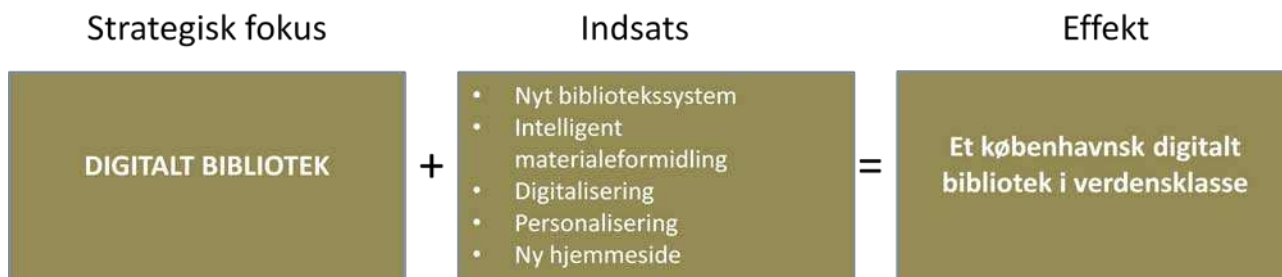 Strategisk fokus
Indsats
Effekt
DIGITALT BIBLIOTEK
+
• Nyt bibliotekssystem
• Intelligent
materialeformidling
• Digitalisering
• Personalisering
• Ny hjemmeside
=
Et københavnsk digitalt
bibliotek i verdensklasse